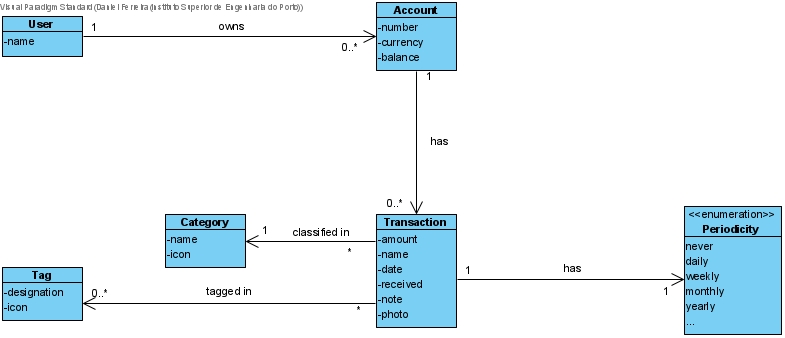 Visual Paradigm Standard (Daniel Ferreira(Instituto Superior de Engenharia do Porto))
User
-name
1
owns
0..*
Account
-number
-currency
-balance
1
has
0..*
Category
-name
-icon
1
classified in
*
Transaction
-amount
-name
-date
-received
-note
-photo
1
has
1
<<enumeration>>
Periodicity
never
daily
weekly
monthly
yearly
...
Tag
-designation
-icon
0..*
tagged in
*